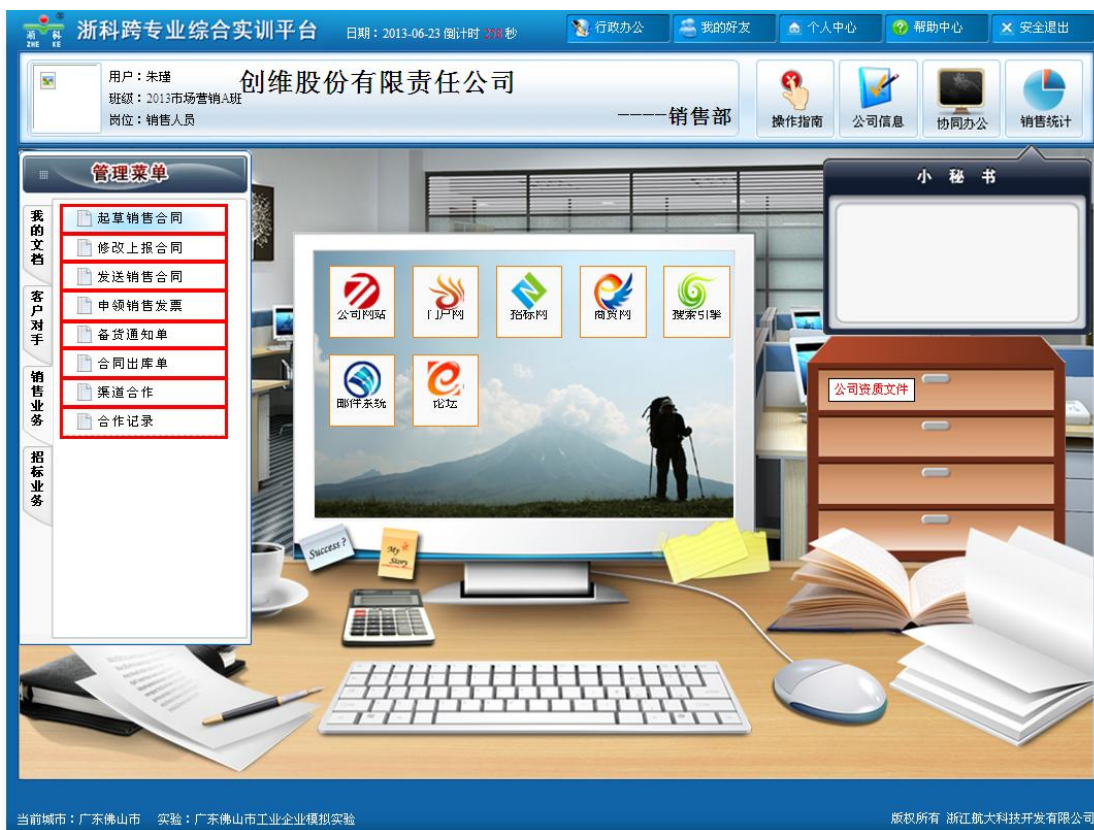 浙科
ZHE KE
浙科跨专业综合实训平台
日期：2013-06-23 倒计时 238 秒
行政办公
我的好友
个人中心
帮助中心
安全退出
用户：朱瑾
班级：2013市场营销A班
岗位：销售人员
创维股份有限责任公司
----销售部
操作指南
公司信息
协同办公
销售统计
管理菜单
我的文档
客户对手
销售业务
招标业务
起草销售合同
修改上报合同
发送销售合同
申领销售发票
备货通知单
合同出库单
渠道合作
合作记录
公司网站
门户网
招标网
商贸网
搜索引擎
邮件系统
论坛
小秘书
公司资质文件
Success?
My
Story
当前城市：广东佛山市 实验：广东佛山市工业企业模拟实验
版权所有 浙江航大科技开发有限公司